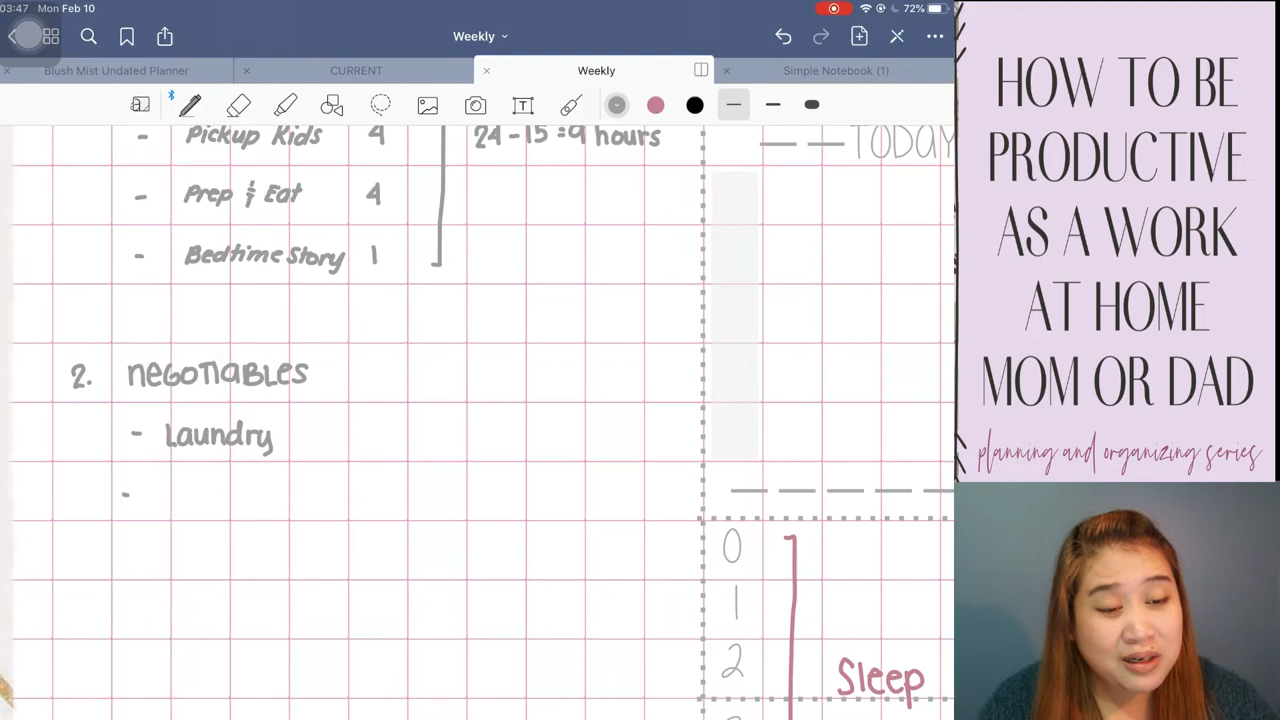 03:47 Mon Feb 10
72%
Weekly
Blush Mist Undated Planner
CURRENT
Weekly
Simple Notebook (1)
T
- Pickup Kids 4
24 - 15 = 9 hours
TODAY
- Prep & Eat 4
- Bedtime Story 1
2. NEGOTIABLES
- Laundry
-
0
1
2
Sleep
HOW TO BE
PRODUCTIVE
AS A WORK
AT HOME
MOM OR DAD
planning and organizing series